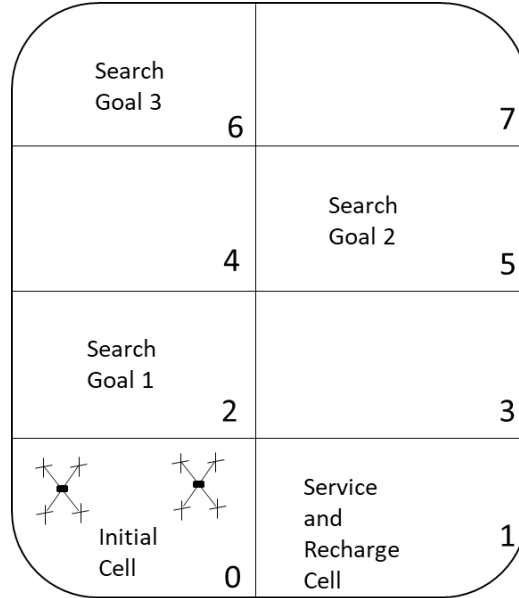 Search
Goal 3
6
7
Search
Goal 2
4
5
Search
Goal 1
2
3
Initial
Cell
0
Service
and
Recharge
Cell
1